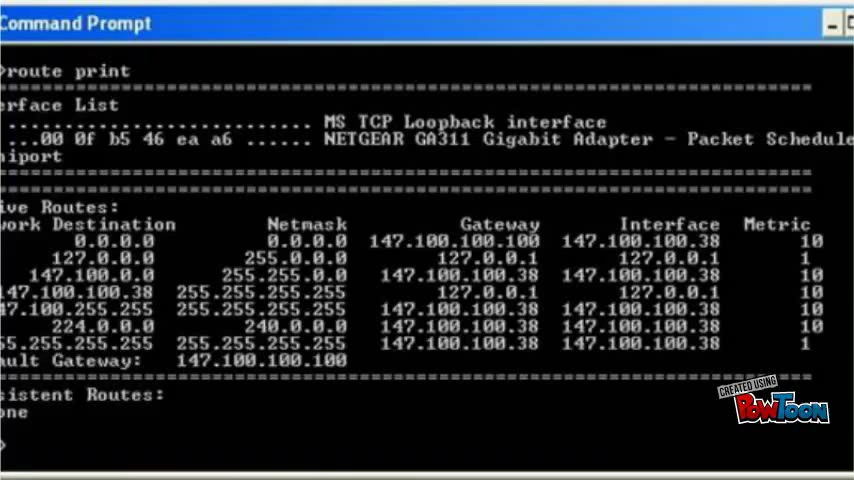 Command Prompt
>route print
erface List
........................... MS TCP Loopback interface
...00 0f b5 46 ea a6 ...... NETGEAR GA311 Gigabit Adapter - Packet Schedule
niport
ive Routes:
work Destination Netmask Gateway Interface Metric
0.0.0.0 0.0.0.0 147.100.100.100 147.100.100.38 10
127.0.0.0 255.0.0.0 127.0.0.1 127.0.0.1 1
147.100.0.0 255.255.0.0 147.100.100.38 147.100.100.38 10
147.100.100.38 255.255.255.255 127.0.0.1 127.0.0.1 10
47.100.255.255 255.255.255.255 147.100.100.38 147.100.100.38 10
224.0.0.0 240.0.0.0 147.100.100.38 147.100.100.38 10
55.255.255.255 255.255.255.255 147.100.100.38 147.100.100.38 1
ault Gateway: 147.100.100.100
sistent Routes:
one
>
CREATED USING
POWTOON